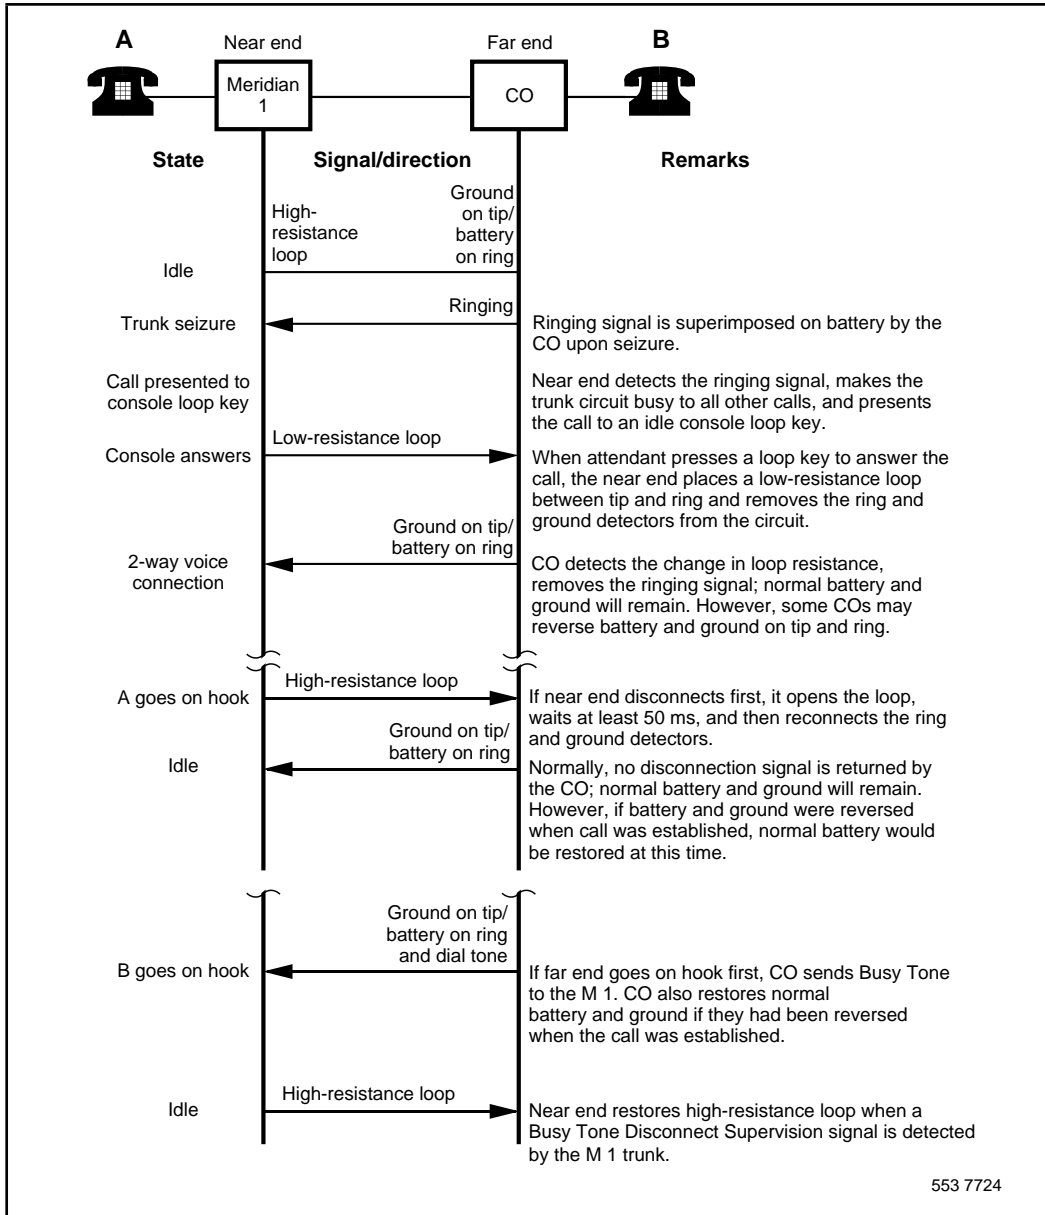 A
Near end
Far end
B
Meridian
1
CO
State
Signal/direction
Remarks
High-
resistance
loop
Ground
on tip/
battery
on ring
Idle
Ringing
Trunk seizure
Ringing signal is superimposed on battery by the
CO upon seizure.
Call presented to
console loop key
Near end detects the ringing signal, makes the
trunk circuit busy to all other calls, and presents
the call to an idle console loop key.
Low-resistance loop
Console answers
When attendant presses a loop key to answer the
call, the near end places a low-resistance loop
between tip and ring and removes the ring and
ground detectors from the circuit.
Ground on tip/
battery on ring
2-way voice
connection
CO detects the change in loop resistance,
removes the ringing signal; normal battery and
ground will remain. However, some COs may
reverse battery and ground on tip and ring.
High-resistance loop
A goes on hook
If near end disconnects first, it opens the loop,
waits at least 50 ms, and then reconnects the ring
and ground detectors.
Ground on tip/
battery on ring
Idle
Normally, no disconnection signal is returned by
the CO; normal battery and ground will remain.
However, if battery and ground were reversed
when call was established, normal battery would
be restored at this time.
Ground on tip/
battery on ring
and dial tone
B goes on hook
If far end goes on hook first, CO sends Busy Tone
to the M 1. CO also restores normal
battery and ground if they had been reversed
when the call was established.
High-resistance loop
Idle
Near end restores high-resistance loop when a
Busy Tone Disconnect Supervision signal is detected
by the M 1 trunk.
553 7724